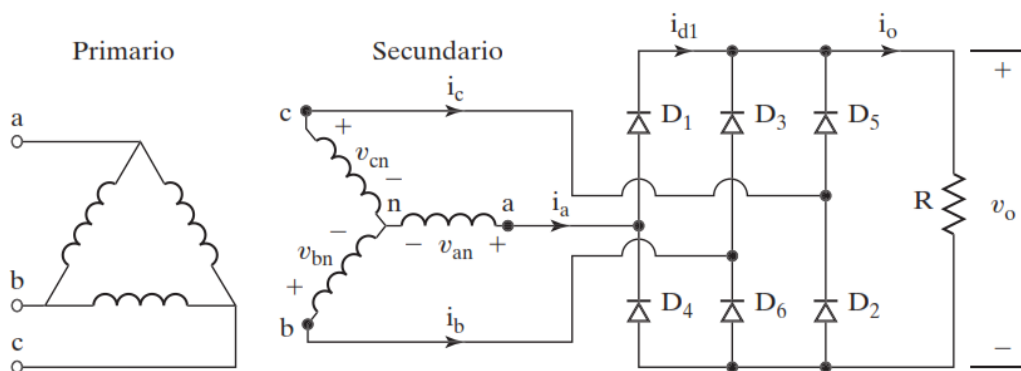 Primario
a
b
c
Secundario
c
i_c
+
v_cn
−
n
a
i_a
−
v_an
+
−
v_bn
+
b
i_b
i_d1
i_o
D_1
D_3
D_5
D_4
D_6
D_2
R
+
v_o
−